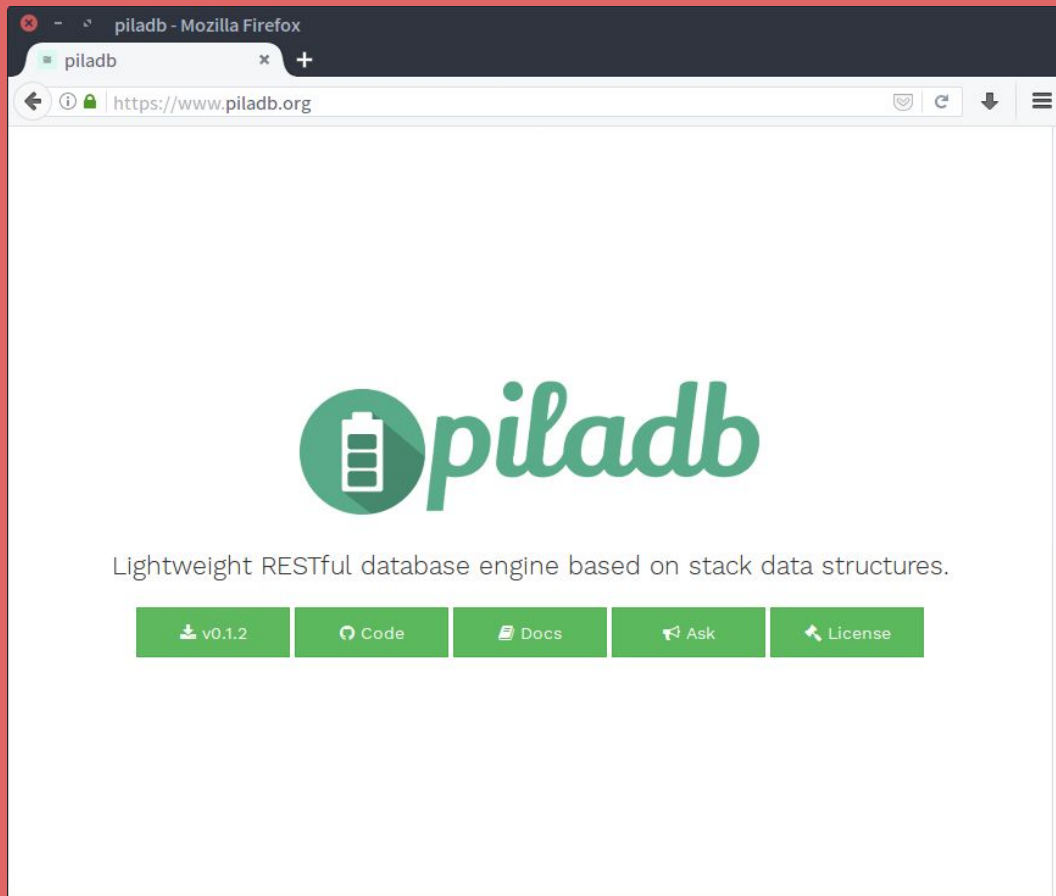 piladb - Mozilla Firefox
piladb
https://www.piladb.org
piladb
Lightweight RESTful database engine based on stack data structures.
v0.1.2 Code Docs Ask License